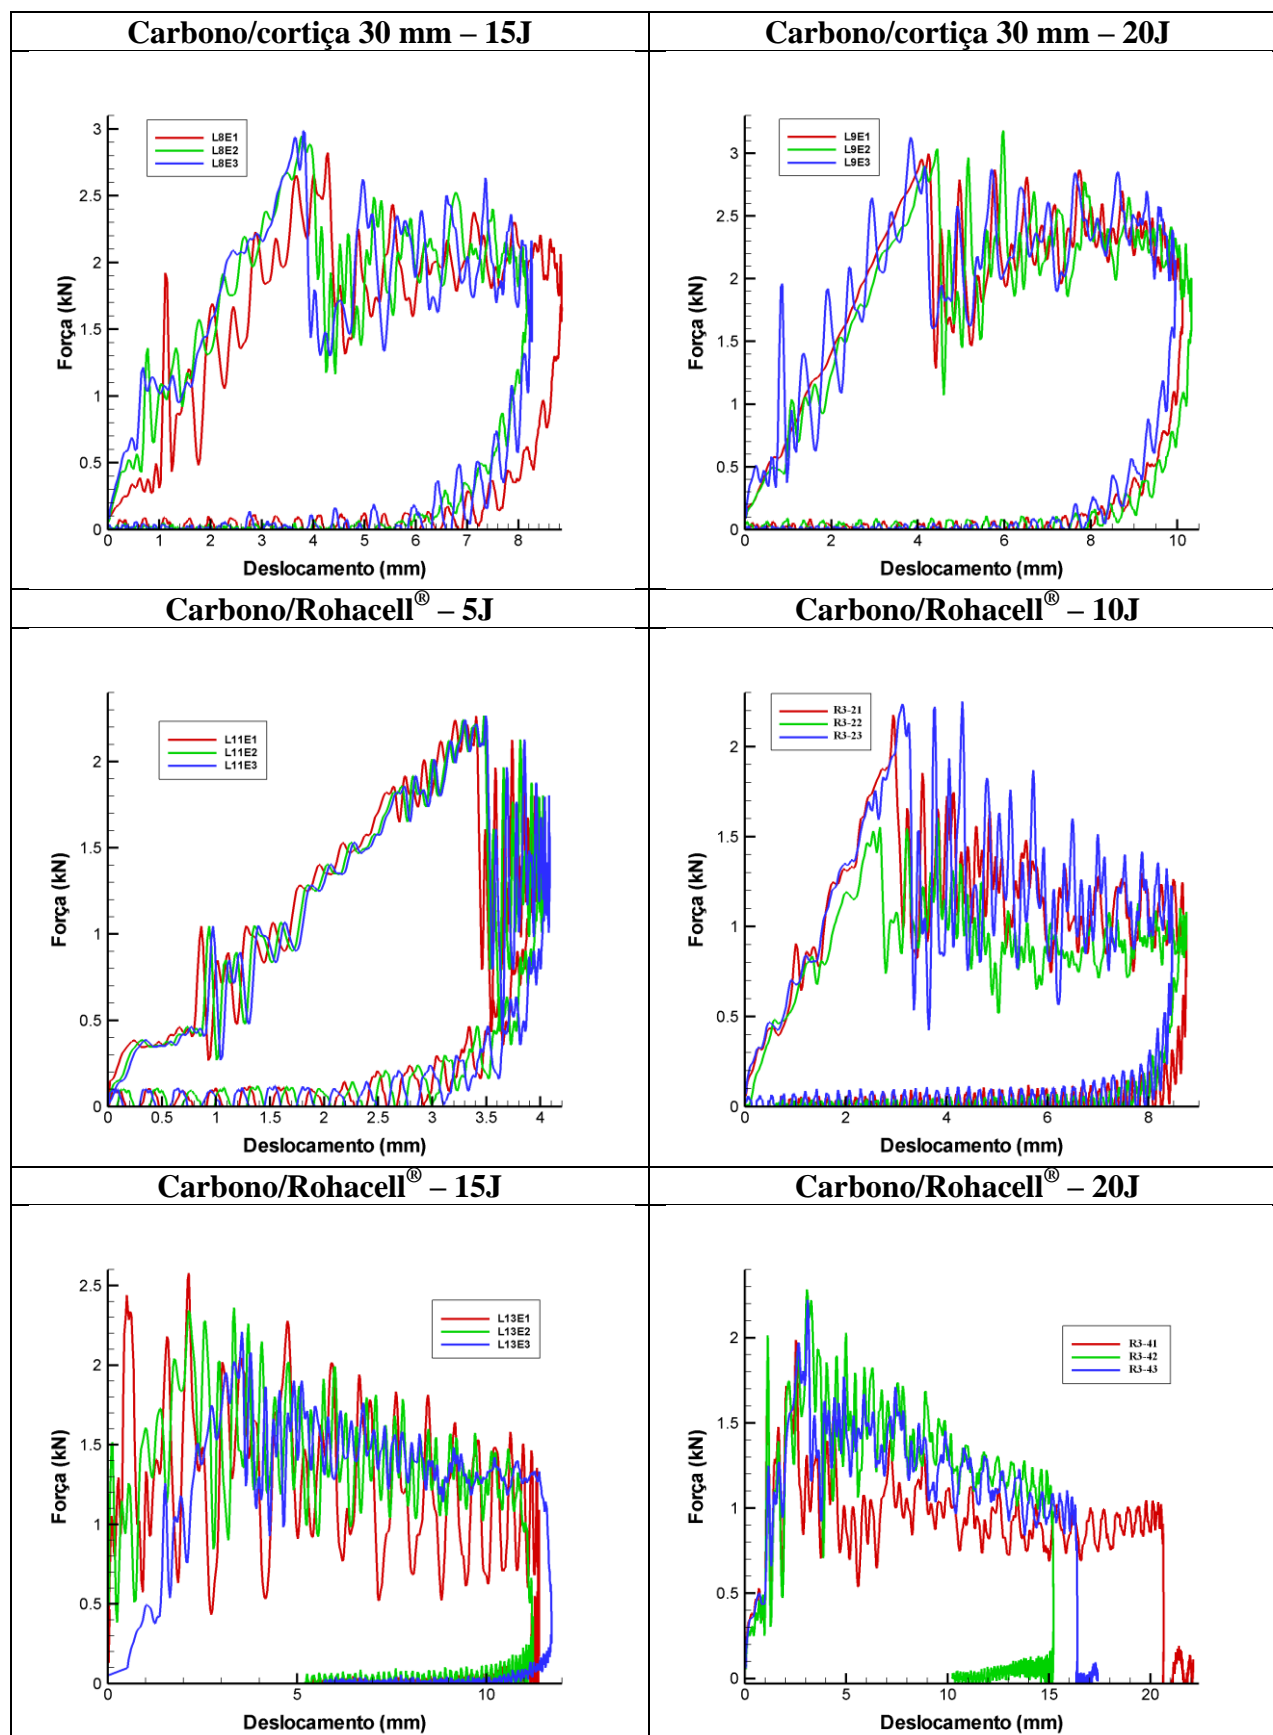 Carbono/cortiça 30 mm – 15J
Carbono/cortiça 30 mm – 20J
Força (kN)
3
2.5
2
1.5
1
0.5
0
L8E1
L8E2
L8E3
0 1 2 3 4 5 6 7 8
Deslocamento (mm)
Força (kN)
3
2.5
2
1.5
1
0.5
0
L9E1
L9E2
L9E3
0 2 4 6 8 10
Deslocamento (mm)
Carbono/Rohacell® – 5J
Carbono/Rohacell® – 10J
Força (kN)
2
1.5
1
0.5
0
L11E1
L11E2
L11E3
0 0.5 1 1.5 2 2.5 3 3.5 4
Deslocamento (mm)
Força (kN)
2
1.5
1
0.5
0
R3-21
R3-22
R3-23
0 2 4 6 8
Deslocamento (mm)
Carbono/Rohacell® – 15J
Carbono/Rohacell® – 20J
Força (kN)
2.5
2
1.5
1
0.5
0
L13E1
L13E2
L13E3
0 5 10
Deslocamento (mm)
Força (kN)
2
1.5
1
0.5
0
R3-41
R3-42
R3-43
0 5 10 15 20
Deslocamento (mm)